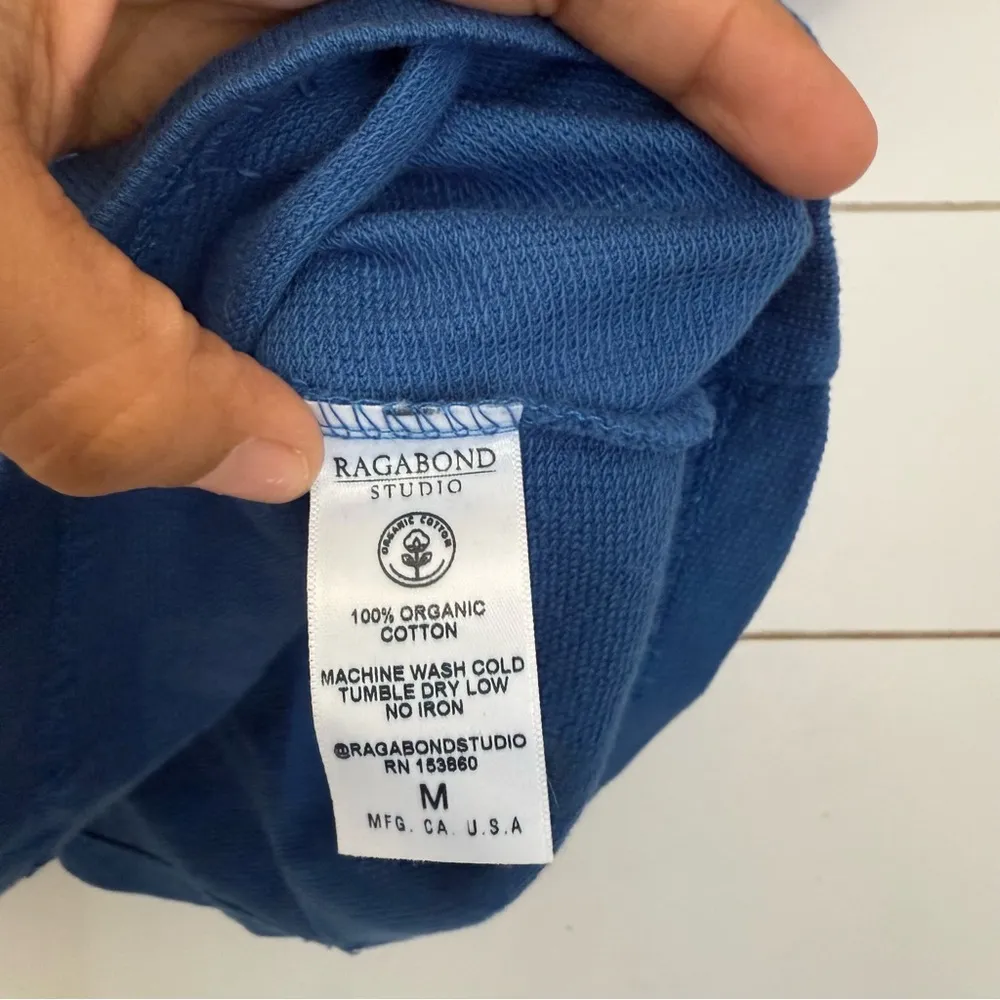 RAGABOND
STUDIO
ORGANIC COTTON
100% ORGANIC
COTTON
MACHINE WASH COLD
TUMBLE DRY LOW
NO IRON
@RAGABONDSTUDIO
RN 153860
M
MFG. CA. U.S.A